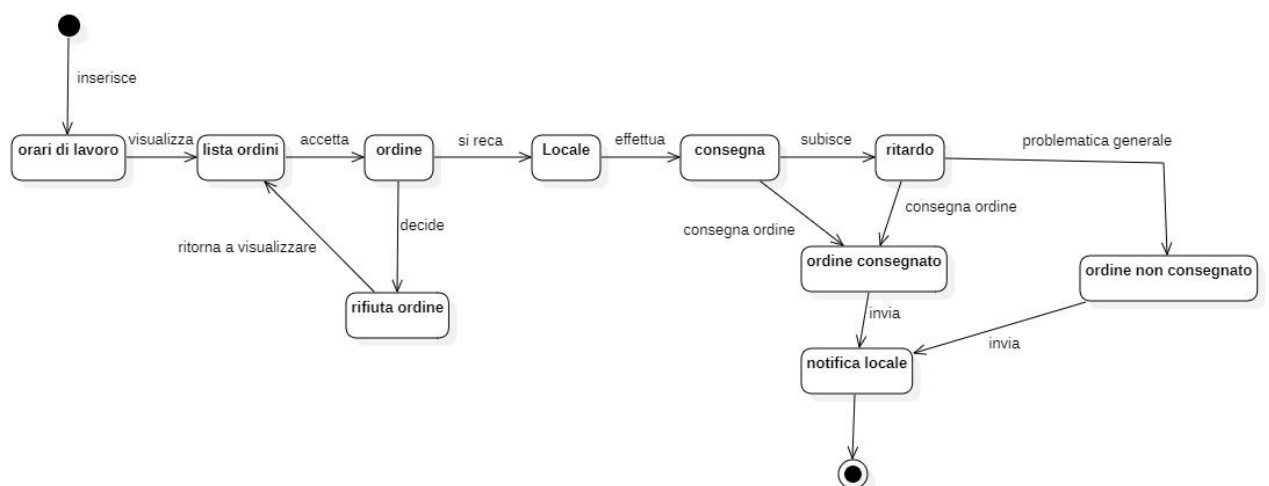 inserisce
visualizza
accetta
si reca
effettua
subisce
problematica generale
orari di lavoro
lista ordini
ordine
Locale
consegna
ritardo
decide
consegna ordine
consegna ordine
ritorna a visualizzare
ordine consegnato
ordine non consegnato
rifiuta ordine
invia
invia
notifica locale